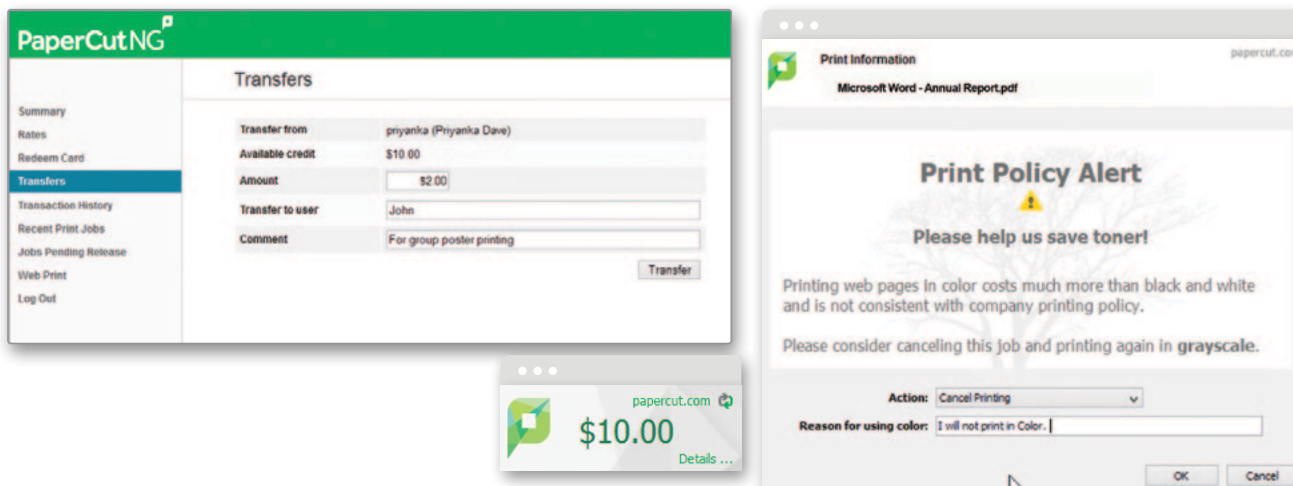 PaperCut NG
Transfers
Summary
Rates
Redeem Card
Transfers
Transaction History
Recent Print Jobs
Jobs Pending Release
Web Print
Log Out
Transfer from priyanka (Priyanka Dave)
Available credit $10.00
Amount $2.00
Transfer to user John
Comment For group poster printing
Transfer
papercut.com
$10.00
Details ...
Print Information papercut.com
Microsoft Word - Annual Report.pdf
Print Policy Alert
Please help us save toner!
Printing web pages in color costs much more than black and white
and is not consistent with company printing policy.
Please consider canceling this job and printing again in grayscale.
Action: Cancel Printing
Reason for using color: I will not print in Color.
OK Cancel